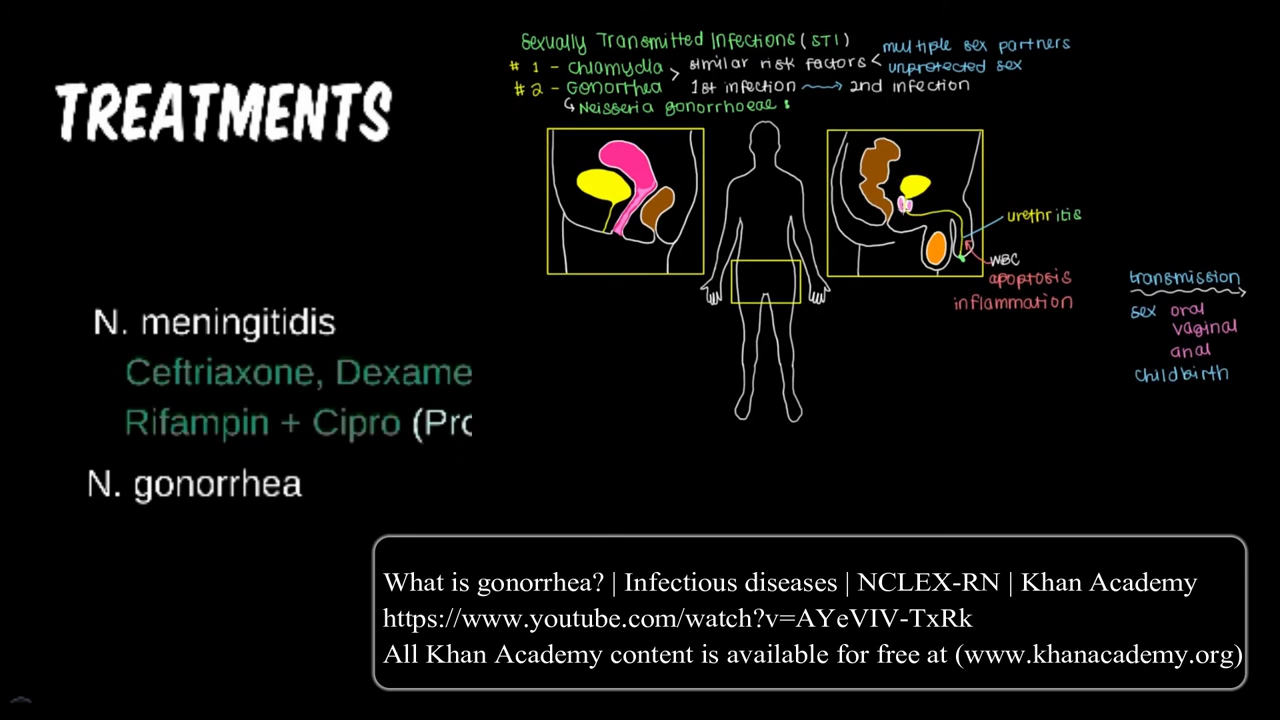 TREATMENTS
N. meningitidis
Ceftriaxone, Dexame
Rifampin + Cipro (Pro
N. gonorrhea
Sexually Transmitted Infections (STI)
#1 - Chlamydia
#2 - Gonorrhea
Neisseria gonorrhoeae
similar risk factors
multiple sex partners
unprotected sex
1st infection → 2nd infection
urethritis
WBC
apoptosis
inflammation
transmission
sex oral
vaginal
anal
childbirth
What is gonorrhea? | Infectious diseases | NCLEX-RN | Khan Academy
https://www.youtube.com/watch?v=AYeVIV-TxRk
All Khan Academy content is available for free at (www.khanacademy.org)